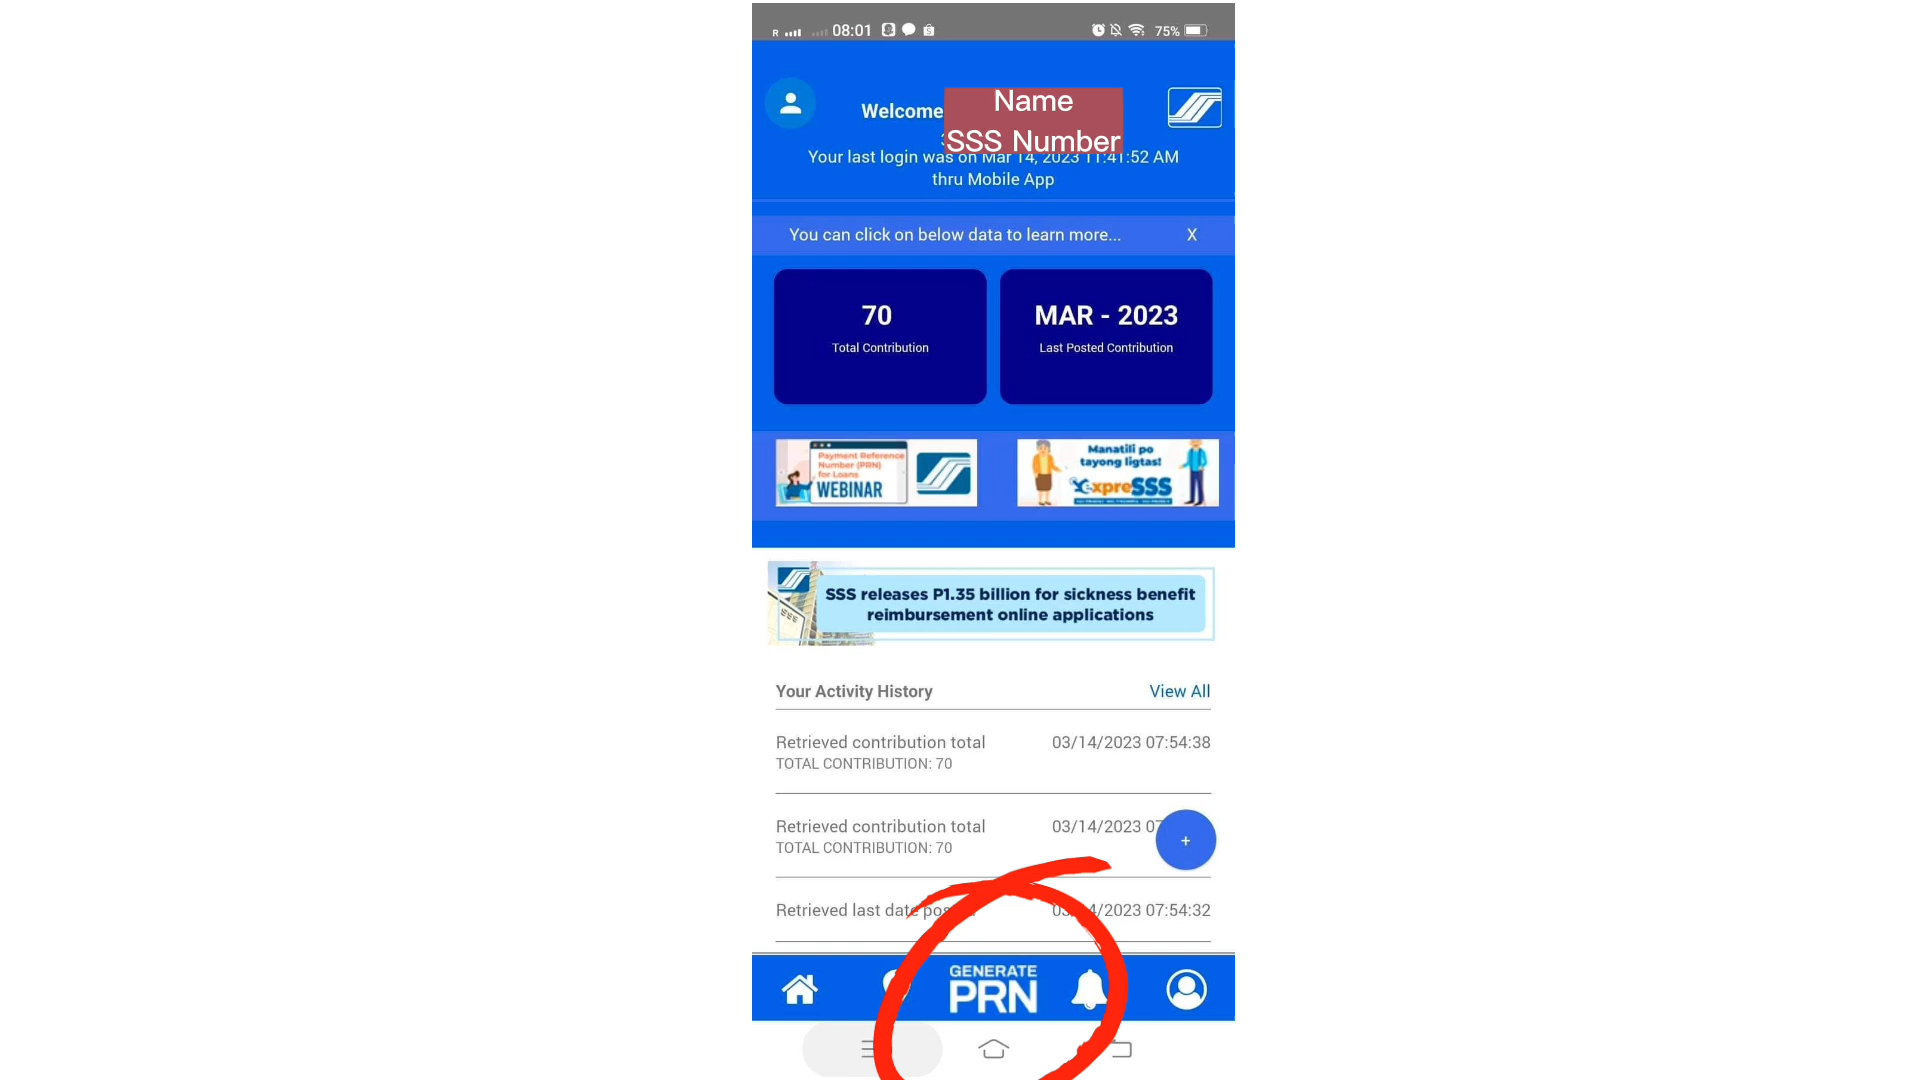 R 08:01 75%
Welcome Name
SSS Number
Your last login was on Mar 14, 2023 11:41:52 AM
thru Mobile App
You can click on below data to learn more... X
70
Total Contribution
MAR - 2023
Last Posted Contribution
Payment Reference
Number (PRN)
for Loans
WEBINAR
Manatili po
tayong ligtas!
expreSSS
SSS releases P1.35 billion for sickness benefit
reimbursement online applications
SSS
Your Activity History View All
Retrieved contribution total 03/14/2023 07:54:38
TOTAL CONTRIBUTION: 70
Retrieved contribution total 03/14/2023 07
TOTAL CONTRIBUTION: 70
+
Retrieved last date 03/14/2023 07:54:32
GENERATE
PRN